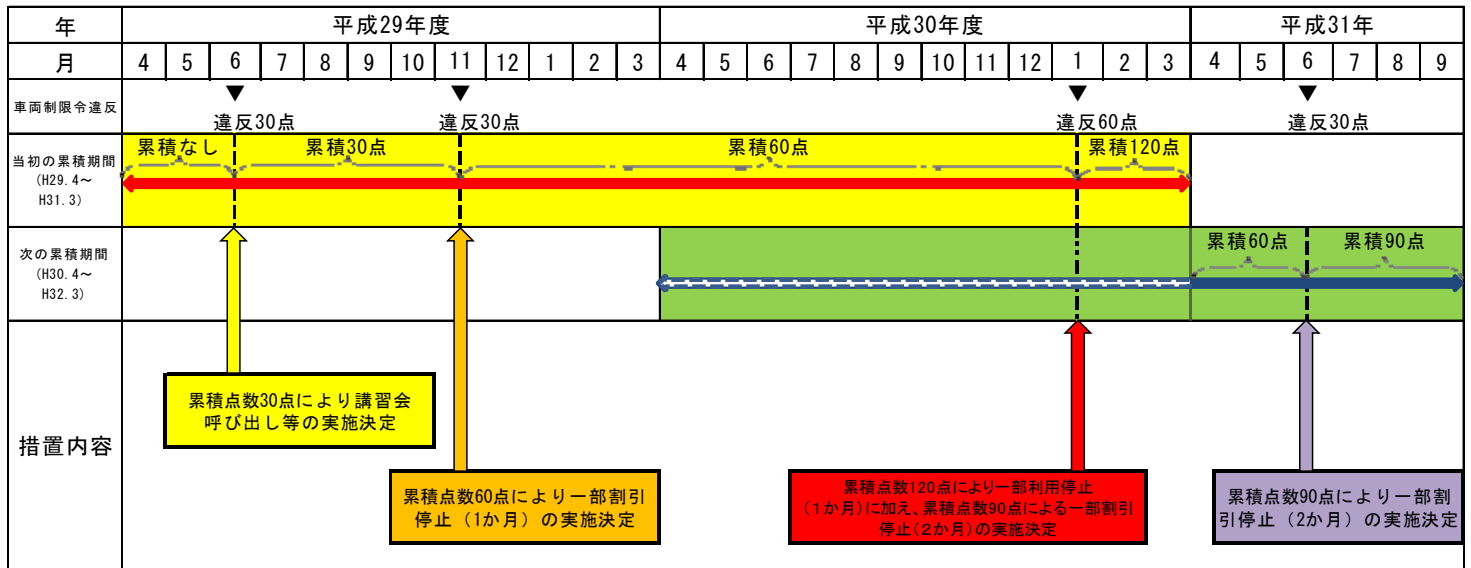 年 平成29年度 平成30年度 平成31年
月 4 5 6 7 8 9 10 11 12 1 2 3 4 5 6 7 8 9 10 11 12 1 2 3 4 5 6 7 8 9
車両制限令違反 ▼ ▼ ▼ ▼
違反30点 違反30点 違反60点 違反30点
当初の累積期間
(H29.4～
H31.3)
累積なし 累積30点 累積60点 累積120点
次の累積期間
(H30.4～
H32.3)
累積60点 累積90点
措置内容
累積点数30点により講習会
呼び出し等の実施決定
累積点数60点により一部割引
停止（1か月）の実施決定
累積点数120点により一部利用停止
(１か月)に加え、累積点数90点による一部割引
停止(２か月)の実施決定
累積点数90点により一部割
引停止（2か月）の実施決定